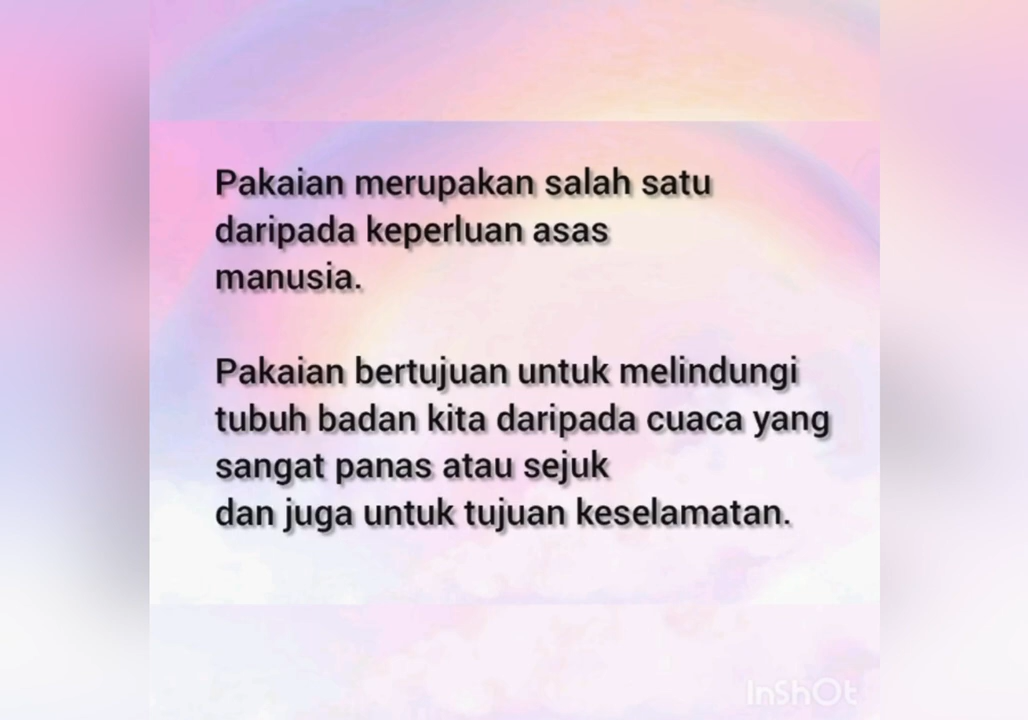 Pakaian merupakan salah satu
daripada keperluan asas
manusia.
Pakaian bertujuan untuk melindungi
tubuh badan kita daripada cuaca yang
sangat panas atau sejuk
dan juga untuk tujuan keselamatan.
InShOt